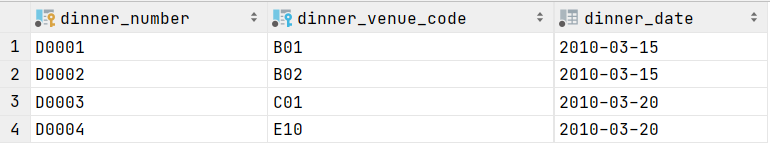 dinner_number dinner_venue_code dinner_date
1 D0001 B01 2010-03-15
2 D0002 B02 2010-03-15
3 D0003 C01 2010-03-20
4 D0004 E10 2010-03-20